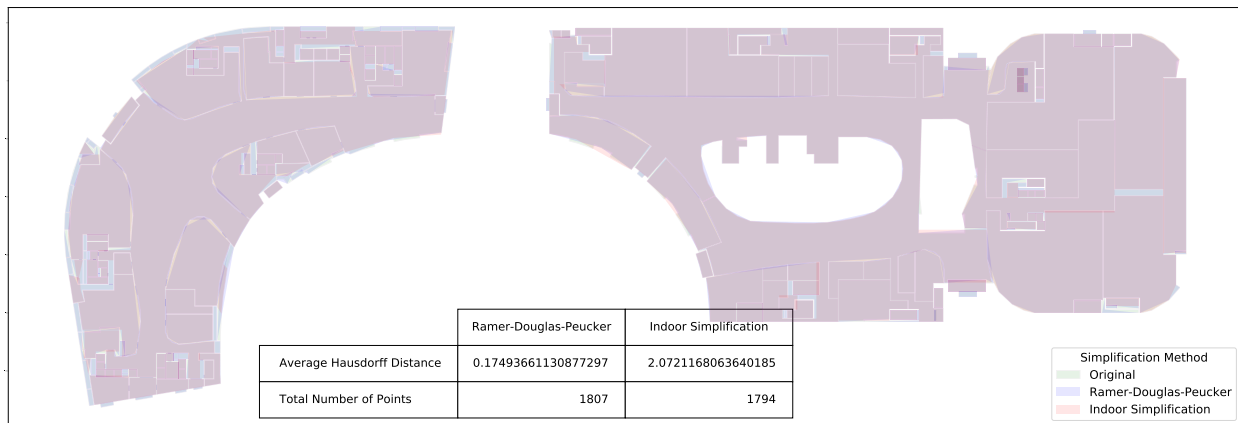 Ramer-Douglas-Peucker Indoor Simplification
Average Hausdorff Distance 0.17493661130877297 2.0721168063640185
Total Number of Points 1807 1794
Simplification Method
Original
Ramer-Douglas-Peucker
Indoor Simplification